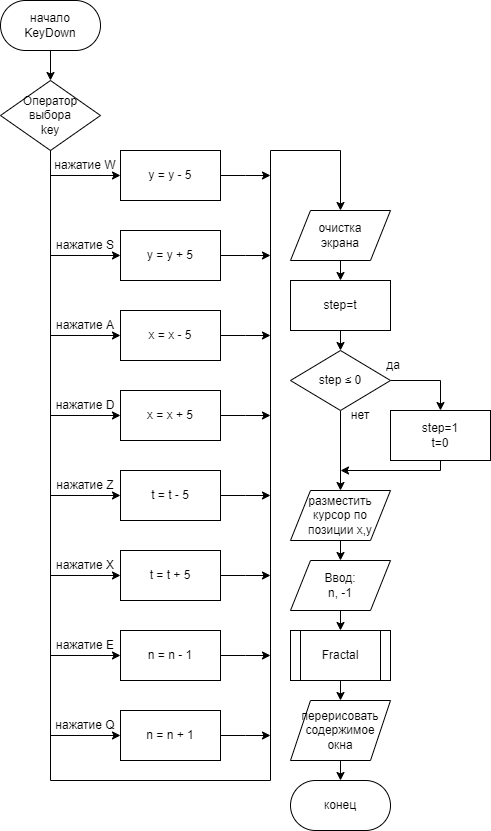 начало
KeyDown
Оператор
выбора
key
нажатие W
y = y - 5
нажатие S
y = y + 5
нажатие A
x = x - 5
нажатие D
x = x + 5
нажатие Z
t = t - 5
нажатие X
t = t + 5
нажатие E
n = n - 1
нажатие Q
n = n + 1
очистка
экрана
step=t
step ≤ 0
да
нет
step=1
t=0
разместить
курсор по
позиции x,y
Ввод:
n, -1
Fractal
перерисовать
содержимое
окна
конец